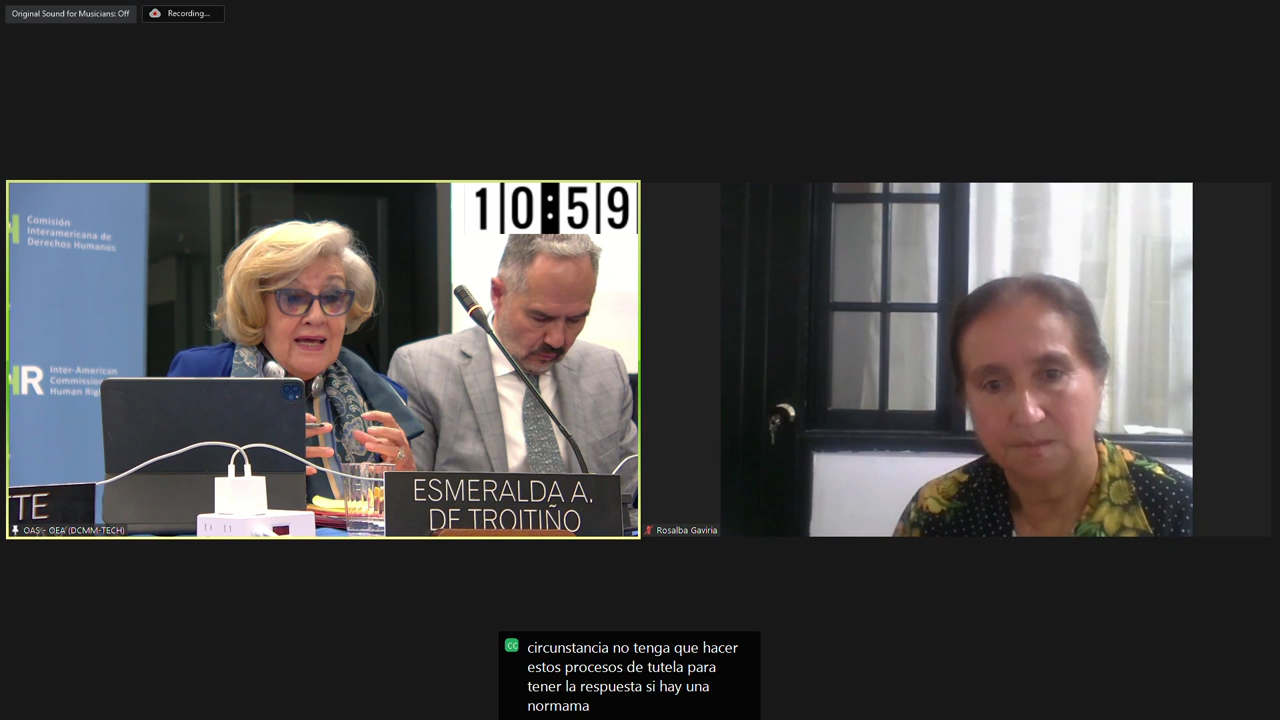 Original Sound for Musicians: Off
Recording...
Comisión
Interamericana de
Derechos Humanos
10:59
R
Inter-American
Commission
Human Rig
TE
ESMERALDA A.
DE TROITIÑO
OAS - OEA (DCMM-TECH)
Rosalba Gaviria
CC
circunstancia no tenga que hacer
estos procesos de tutela para
tener la respuesta si hay una
normama